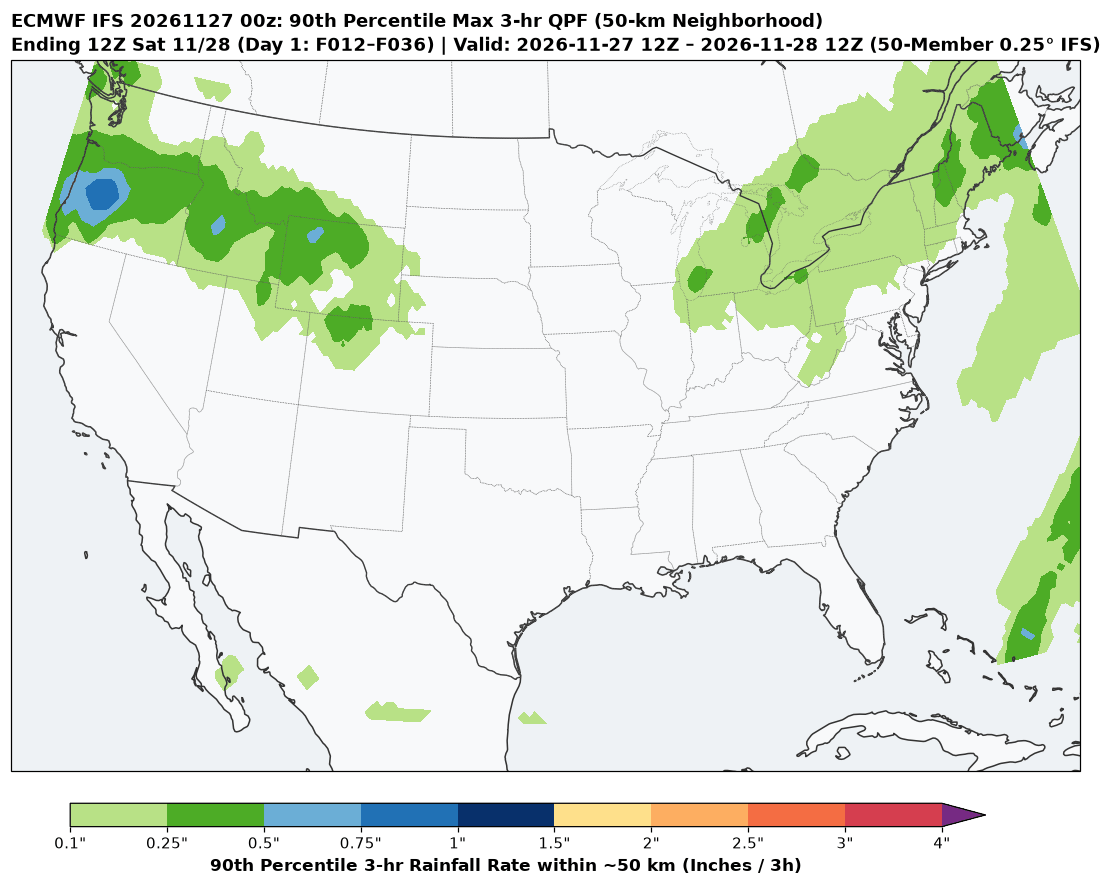 ECMWF IFS 20261127 00z: 90th Percentile Max 3-hr QPF (50-km Neighborhood)
Ending 12Z Sat 11/28 (Day 1: F012–F036) | Valid: 2026-11-27 12Z – 2026-11-28 12Z (50-Member 0.25° IFS)
0.1" 0.25" 0.5" 0.75" 1" 1.5" 2" 2.5" 3" 4"
90th Percentile 3-hr Rainfall Rate within ~50 km (Inches / 3h)